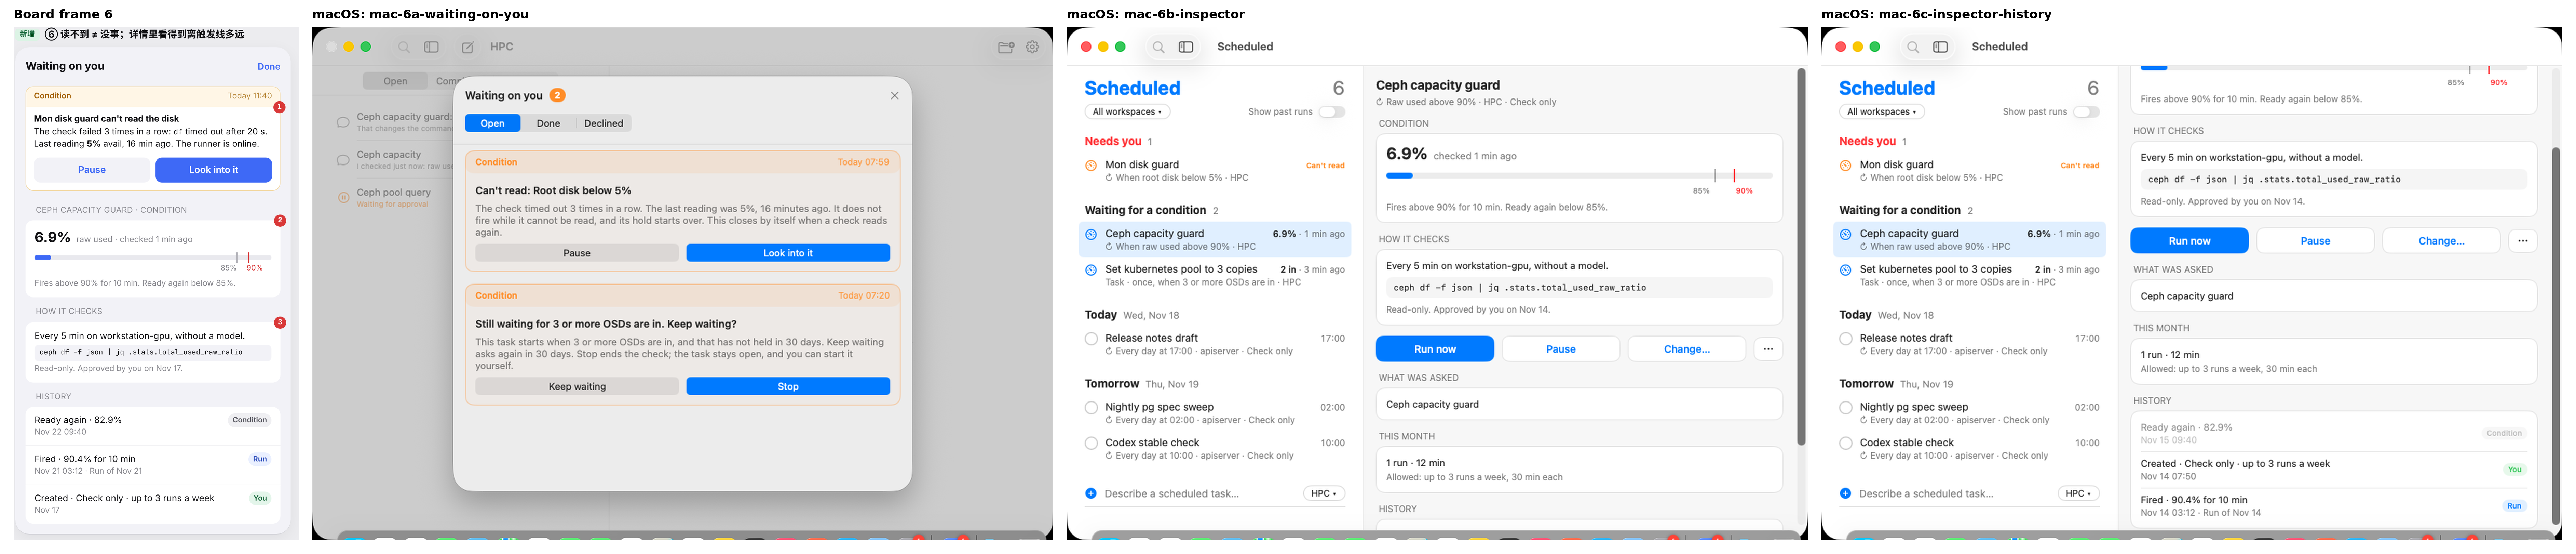 Board frame 6
新增 ⑥ 读不到 ≠ 没事；详情里看得到离触发线多远
Waiting on you
Done
Condition
Today 11:40
1
Mon disk guard can't read the disk
The check failed 3 times in a row: df timed out after 20 s.
Last reading 5% avail, 16 min ago. The runner is online.
Pause
Look into it
CEPH CAPACITY GUARD · CONDITION
2
6.9% raw used · checked 1 min ago
85% 90%
Fires above 90% for 10 min. Ready again below 85%.
HOW IT CHECKS
3
Every 5 min on workstation-gpu, without a model.
ceph df -f json | jq .stats.total_used_raw_ratio
Read-only. Approved by you on Nov 17.
HISTORY
Ready again · 82.9%
Condition
Nov 22 09:40
Fired · 90.4% for 10 min
Run
Nov 21 03:12 · Run of Nov 21
Created · Check only · up to 3 runs a week
You
Nov 17
macOS: mac-6a-waiting-on-you
HPC
Open
Ceph capacity guard:
That changes the comman
Ceph capacity
I checked just now: raw use
Ceph pool query
Waiting for approval
Waiting on you 2
Open
Done
Declined
Condition
Today 07:59
Can't read: Root disk below 5%
The check timed out 3 times in a row. The last reading was 5%, 16 minutes ago. It does not
fire while it cannot be read, and its hold starts over. This closes by itself when a check reads
again.
Pause
Look into it
Condition
Today 07:20
Still waiting for 3 or more OSDs are in. Keep waiting?
This task starts when 3 or more OSDs are in, and that has not held in 30 days. Keep waiting
asks again in 30 days. Stop ends the check; the task stays open, and you can start it
yourself.
Keep waiting
Stop
macOS: mac-6b-inspector
Scheduled
Scheduled
6
All workspaces
Show past runs
Needs you 1
Mon disk guard
Can't read
When root disk below 5% · HPC
Waiting for a condition 2
Ceph capacity guard
6.9% · 1 min ago
When raw used above 90% · HPC
Set kubernetes pool to 3 copies
2 in · 3 min ago
Task · once, when 3 or more OSDs are in · HPC
Today Wed, Nov 18
Release notes draft
17:00
Every day at 17:00 · apiserver · Check only
Tomorrow Thu, Nov 19
Nightly pg spec sweep
02:00
Every day at 02:00 · apiserver · Check only
Codex stable check
10:00
Every day at 10:00 · apiserver · Check only
Describe a scheduled task...
HPC
Ceph capacity guard
Raw used above 90% · HPC · Check only
CONDITION
6.9% checked 1 min ago
85% 90%
Fires above 90% for 10 min. Ready again below 85%.
HOW IT CHECKS
Every 5 min on workstation-gpu, without a model.
ceph df -f json | jq .stats.total_used_raw_ratio
Read-only. Approved by you on Nov 14.
Run now
Pause
Change...
WHAT WAS ASKED
Ceph capacity guard
THIS MONTH
1 run · 12 min
Allowed: up to 3 runs a week, 30 min each
HISTORY
macOS: mac-6c-inspector-history
Scheduled
Scheduled
6
All workspaces
Show past runs
Needs you 1
Mon disk guard
Can't read
When root disk below 5% · HPC
Waiting for a condition 2
Ceph capacity guard
6.9% · 1 min ago
When raw used above 90% · HPC
Set kubernetes pool to 3 copies
2 in · 3 min ago
Task · once, when 3 or more OSDs are in · HPC
Today Wed, Nov 18
Release notes draft
17:00
Every day at 17:00 · apiserver · Check only
Tomorrow Thu, Nov 19
Nightly pg spec sweep
02:00
Every day at 02:00 · apiserver · Check only
Codex stable check
10:00
Every day at 10:00 · apiserver · Check only
Describe a scheduled task...
HPC
85% 90%
Fires above 90% for 10 min. Ready again below 85%.
HOW IT CHECKS
Every 5 min on workstation-gpu, without a model.
ceph df -f json | jq .stats.total_used_raw_ratio
Read-only. Approved by you on Nov 14.
Run now
Pause
Change...
WHAT WAS ASKED
Ceph capacity guard
THIS MONTH
1 run · 12 min
Allowed: up to 3 runs a week, 30 min each
HISTORY
Ready again · 82.9%
Condition
Nov 15 09:40
Created · Check only · up to 3 runs a week
You
Nov 14 07:50
Fired · 90.4% for 10 min
Run
Nov 14 03:12 · Run of Nov 14